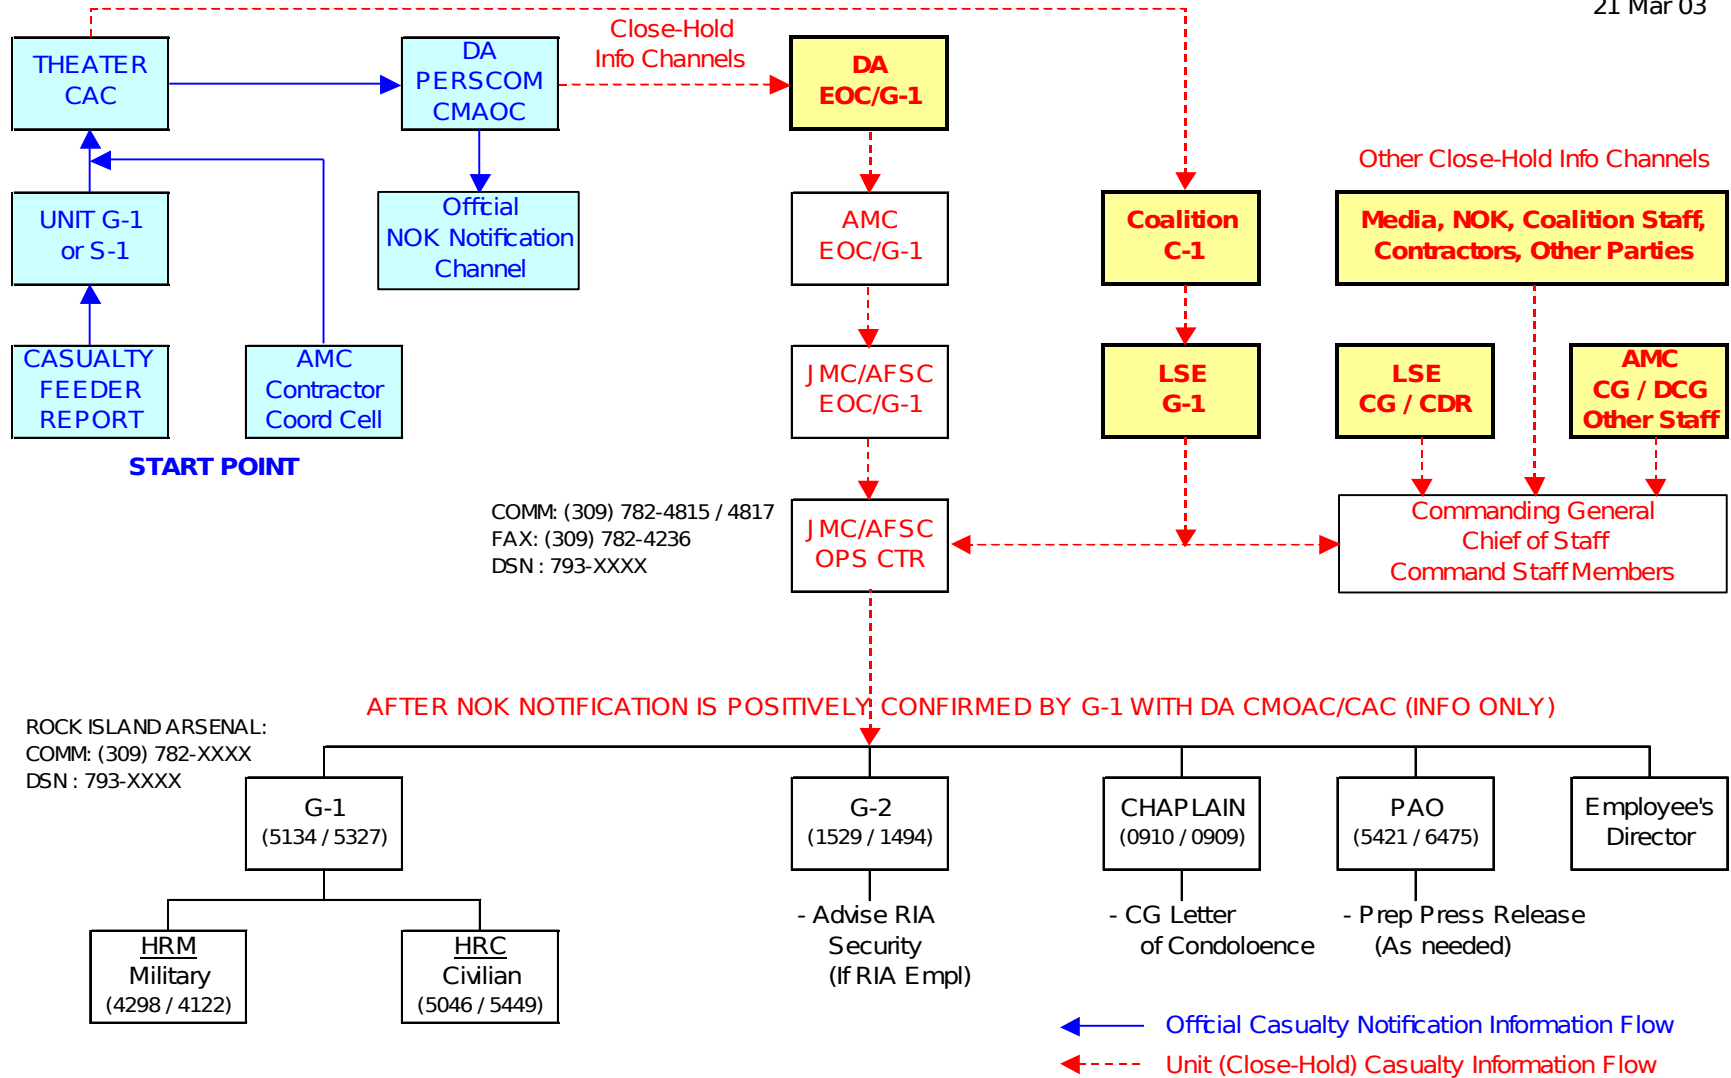 21 Mar 03
Close-Hold
Info Channels
THEATER
CAC
DA
PERSCOM
CMAOC
DA
EOC/G-1
Other Close-Hold Info Channels
UNIT G-1
or S-1
Official
NOK Notification
Channel
AMC
EOC/G-1
Coalition
C-1
Media, NOK, Coalition Staff,
Contractors, Other Parties
CASUALTY
FEEDER
REPORT
AMC
Contractor
Coord Cell
JMC/AFSC
EOC/G-1
LSE
G-1
LSE
CG / CDR
AMC
CG / DCG
Other Staff
START POINT
COMM: (309) 782-4815 / 4817
FAX: (309) 782-4236
DSN : 793-XXXX
JMC/AFSC
OPS CTR
Commanding General
Chief of Staff
Command Staff Members
AFTER NOK NOTIFICATION IS POSITIVELY CONFIRMED BY G-1 WITH DA CMOAC/CAC (INFO ONLY)
ROCK ISLAND ARSENAL:
COMM: (309) 782-XXXX
DSN : 793-XXXX
G-1
(5134 / 5327)
G-2
(1529 / 1494)
CHAPLAIN
(0910 / 0909)
PAO
(5421 / 6475)
Employee's
Director
HRM
Military
(4298 / 4122)
HRC
Civilian
(5046 / 5449)
- Advise RIA
Security
(If RIA Empl)
- CG Letter
of Condoloence
- Prep Press Release
(As needed)
Official Casualty Notification Information Flow
Unit (Close-Hold) Casualty Information Flow